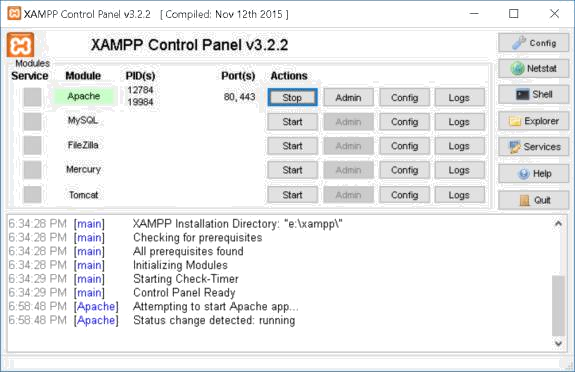 XAMPP Control Panel v3.2.2 [ Compiled: Nov 12th 2015 ]
XAMPP Control Panel v3.2.2
Config
Modules
Service Module PID(s) Port(s) Actions
Netstat
Apache 12784 19984 80, 443 Stop Admin Config Logs
Shell
MySQL Start Admin Config Logs
Explorer
FileZilla Start Admin Config Logs
Services
Mercury Start Admin Config Logs
Help
Tomcat Start Admin Config Logs
Quit
6:34:28 PM [main] XAMPP Installation Directory: "e:\xampp\"
6:34:28 PM [main] Checking for prerequisites
6:34:28 PM [main] All prerequisites found
6:34:28 PM [main] Initializing Modules
6:34:29 PM [main] Starting Check-Timer
6:34:29 PM [main] Control Panel Ready
6:58:48 PM [Apache] Attempting to start Apache app...
6:58:48 PM [Apache] Status change detected: running